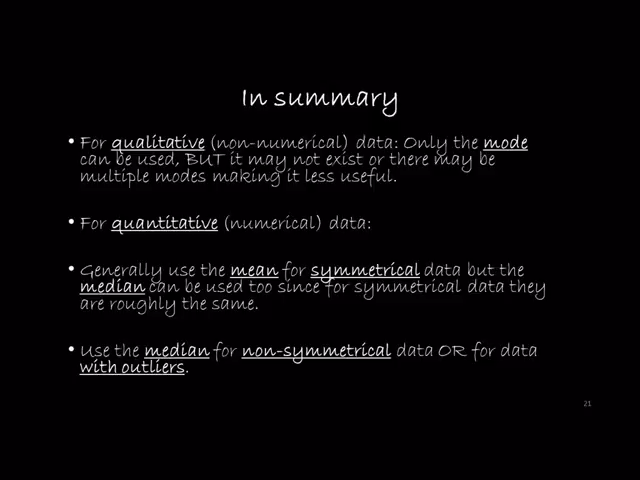 In summary
• For qualitative (non-numerical) data: Only the mode
can be used, BUT it may not exist or there may be
multiple modes making it less useful.
• For quantitative (numerical) data:
• Generally use the mean for symmetrical data but the
median can be used too since for symmetrical data they
are roughly the same.
• Use the median for non-symmetrical data OR for data
with outliers.
21